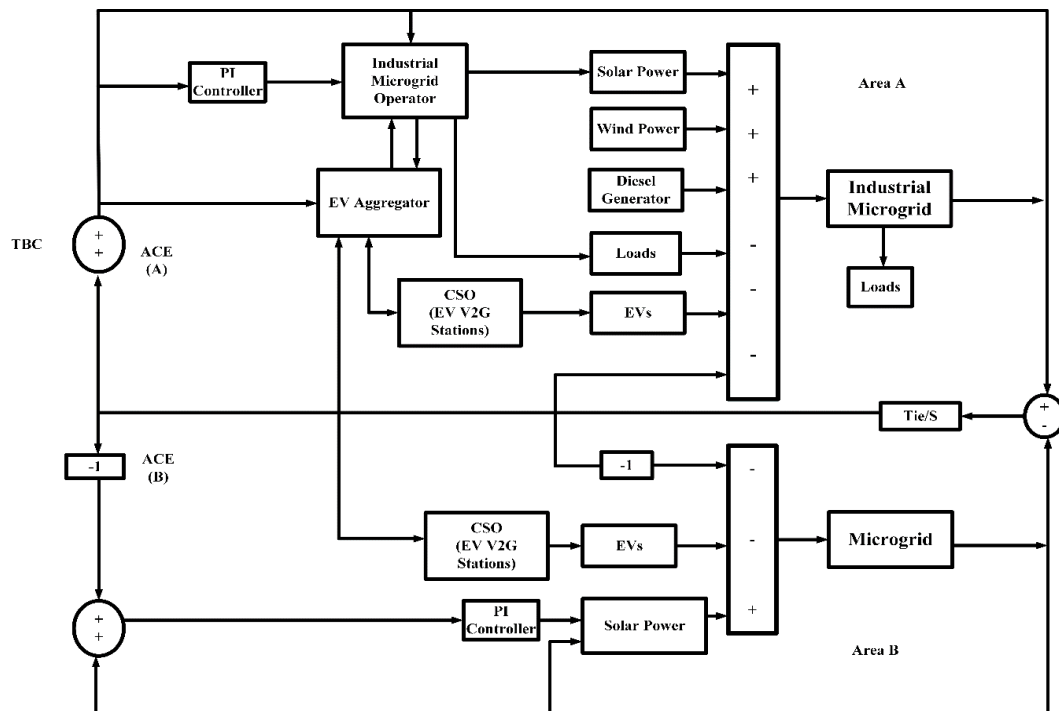 PI
Controller
Industrial
Microgrid
Operator
Solar Power
Area A
+
Wind Power
+
+
Diesel
Generator
EV Aggregator
Industrial
Microgrid
TBC
+
+
ACE
(A)
Loads
-
Loads
CSO
(EV V2G
Stations)
EVs
-
-
Tie/S
+
-
-1
ACE
(B)
-1
-
CSO
(EV V2G
Stations)
EVs
-
Microgrid
+
+
+
PI
Controller
Solar Power
Area B